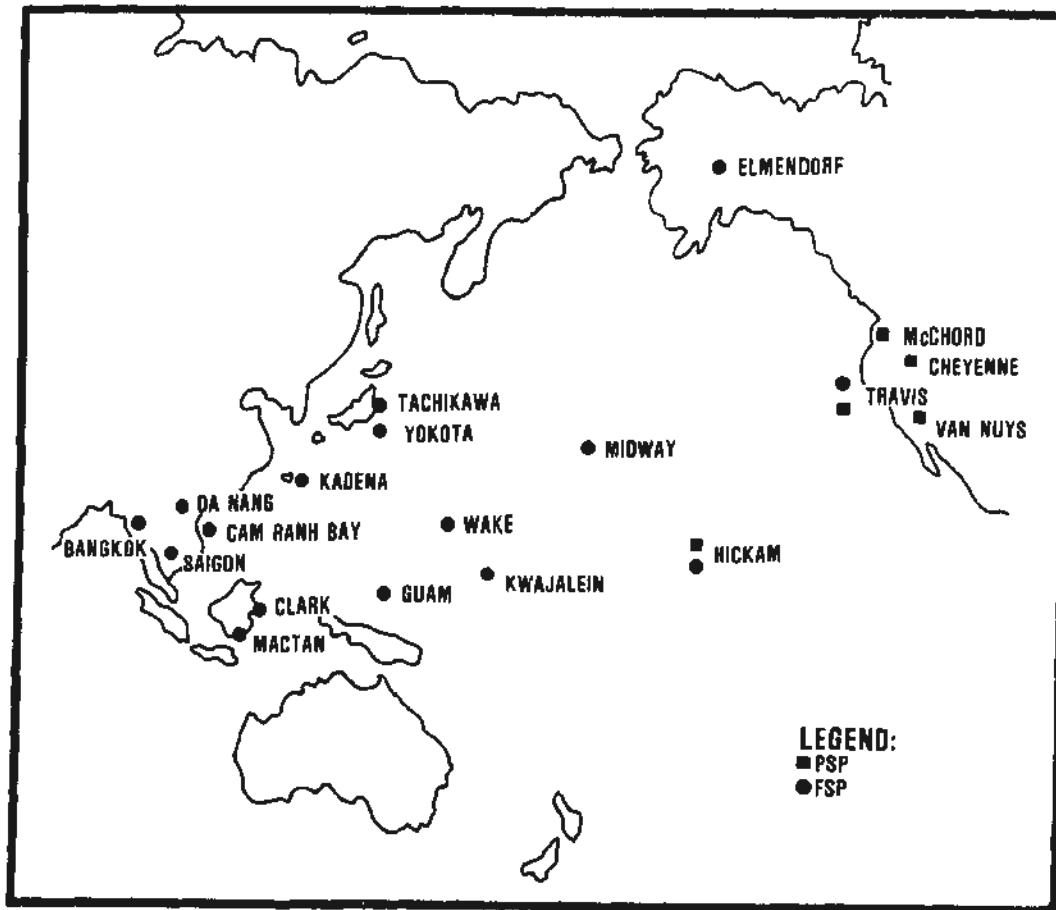 ELMENDORF
McCHORD
CHEYENNE
TRAVIS
VAN NUYS
TACHIKAWA
YOKOTA
MIDWAY
KADENA
DA NANG
CAM RANH BAY
WAKE
BANGKOK
SAIGON
HICKAM
KWAJALEIN
GUAM
CLARK
MACTAN
LEGEND:
PSP
FSP